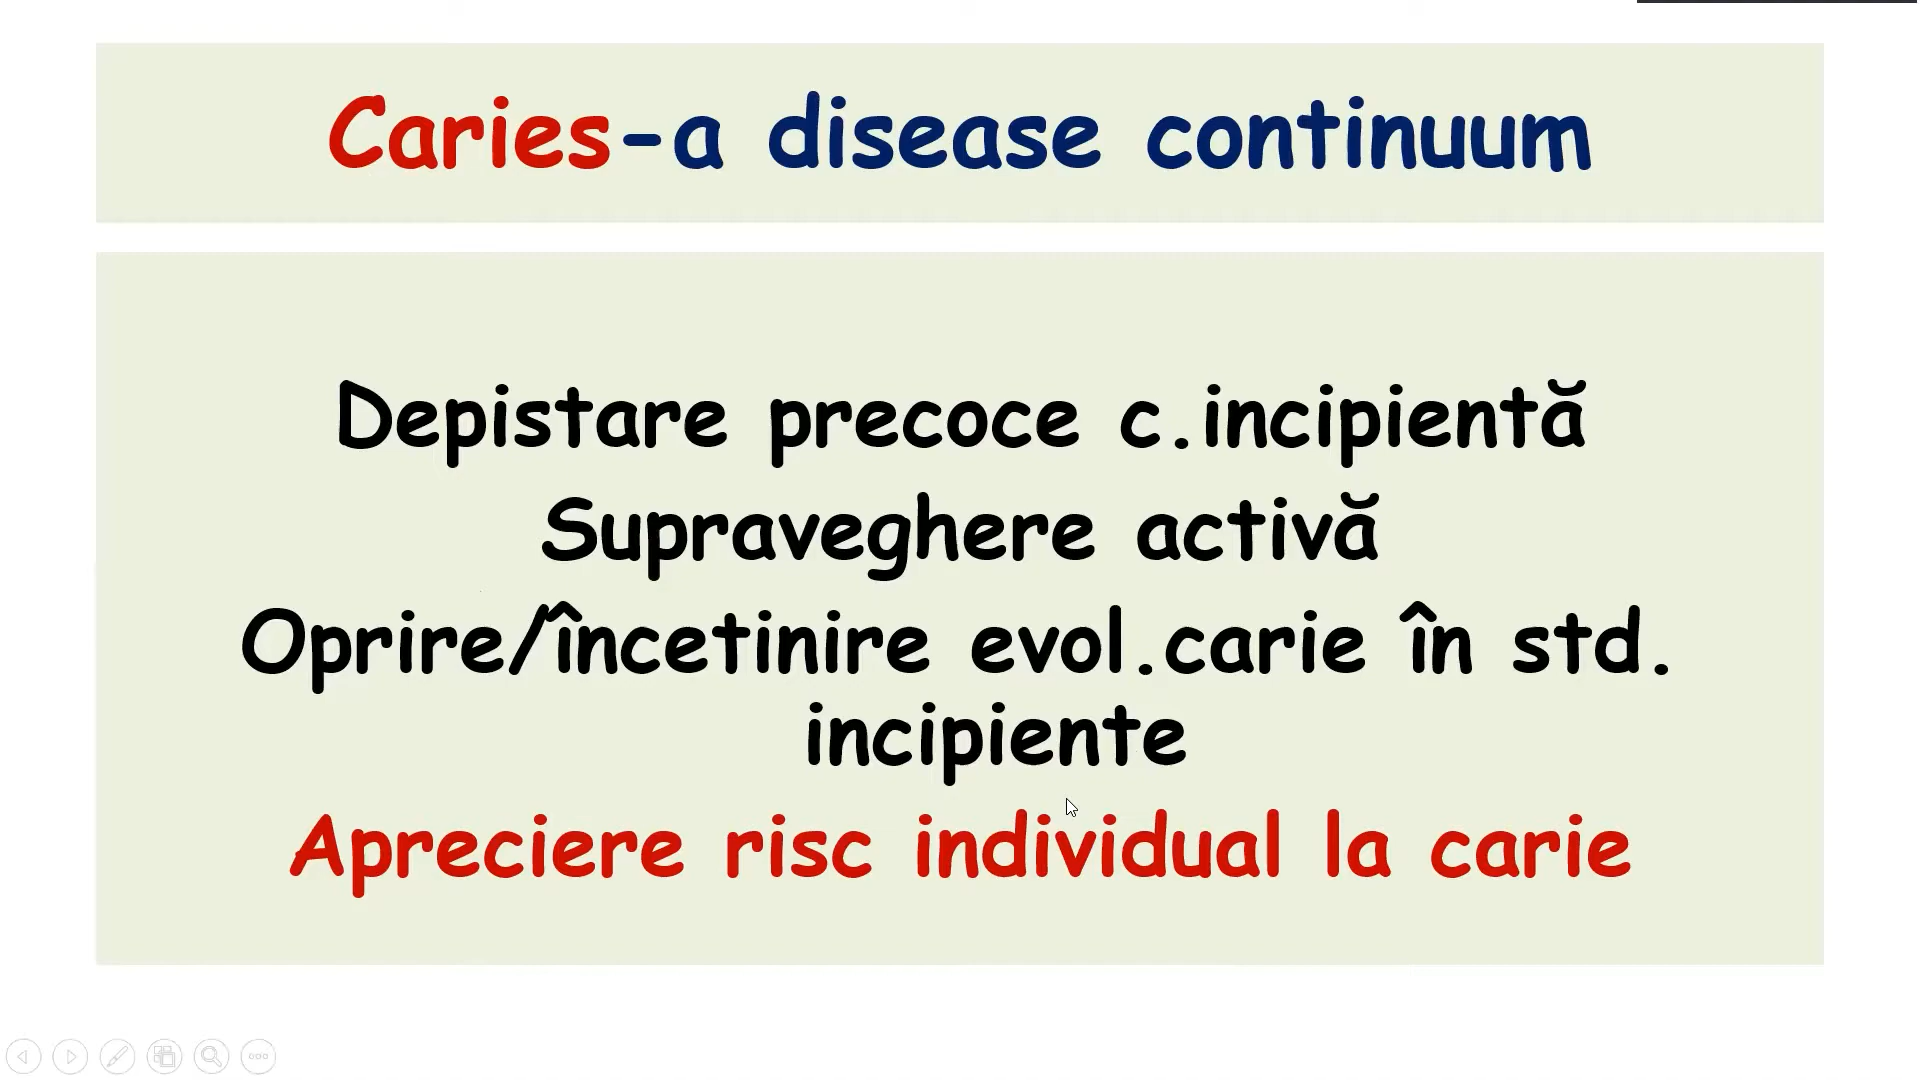 Caries-a disease continuum
Depistare precoce c.incipientă
Supraveghere activă
Oprire/încetinire evol.carie în std.
incipiente
Apreciere risc individual la carie